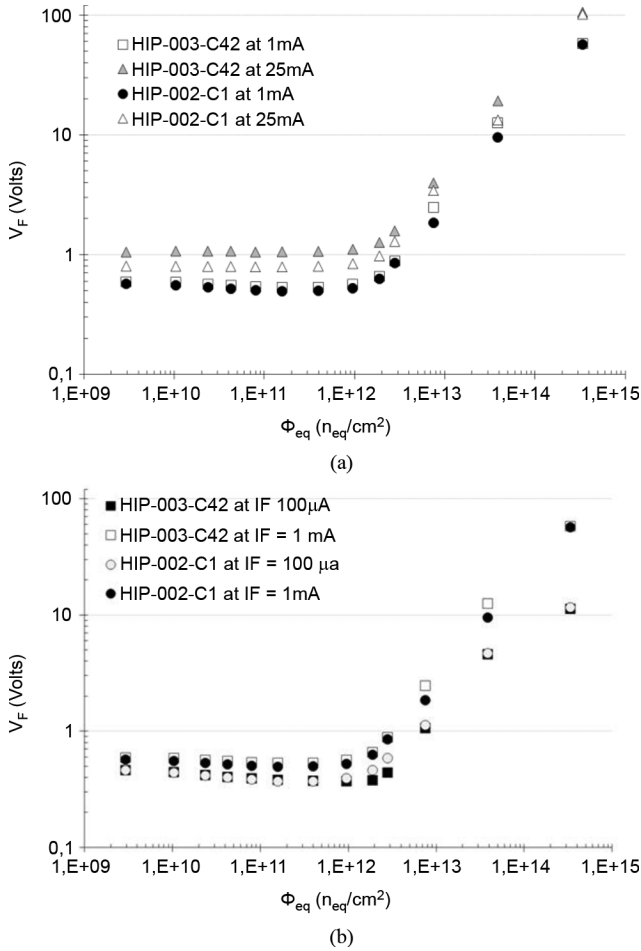 100
HIP-003-C42 at 1mA
HIP-003-C42 at 25mA
HIP-002-C1 at 1mA
HIP-002-C1 at 25mA
10
V_F (Volts)
1
0,1
1,E+09 1,E+10 1,E+11 1,E+12 1,E+13 1,E+14 1,E+15
Φ_eq (n_eq/cm²)
(a)
100
HIP-003-C42 at IF 100μA
HIP-003-C42 at IF = 1 mA
HIP-002-C1 at IF = 100 μa
HIP-002-C1 at IF = 1mA
10
V_F (Volts)
1
0,1
1,E+09 1,E+10 1,E+11 1,E+12 1,E+13 1,E+14 1,E+15
Φ_eq (n_eq/cm²)
(b)